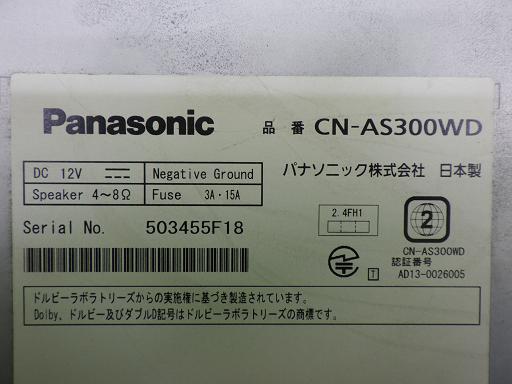 Panasonic 品番 CN-AS300WD
DC 12V Negative Ground
Speaker 4～8Ω Fuse 3A・15A
パナソニック株式会社 日本製
Serial No. 503455F18
2.4FH1
2
CN-AS300WD
認証番号
T AD13-0026005
ドルビーラボラトリーズからの実施権に基づき製造されています。
Dolby、ドルビー及びダブルD記号はドルビーラボラトリーズの商標です。